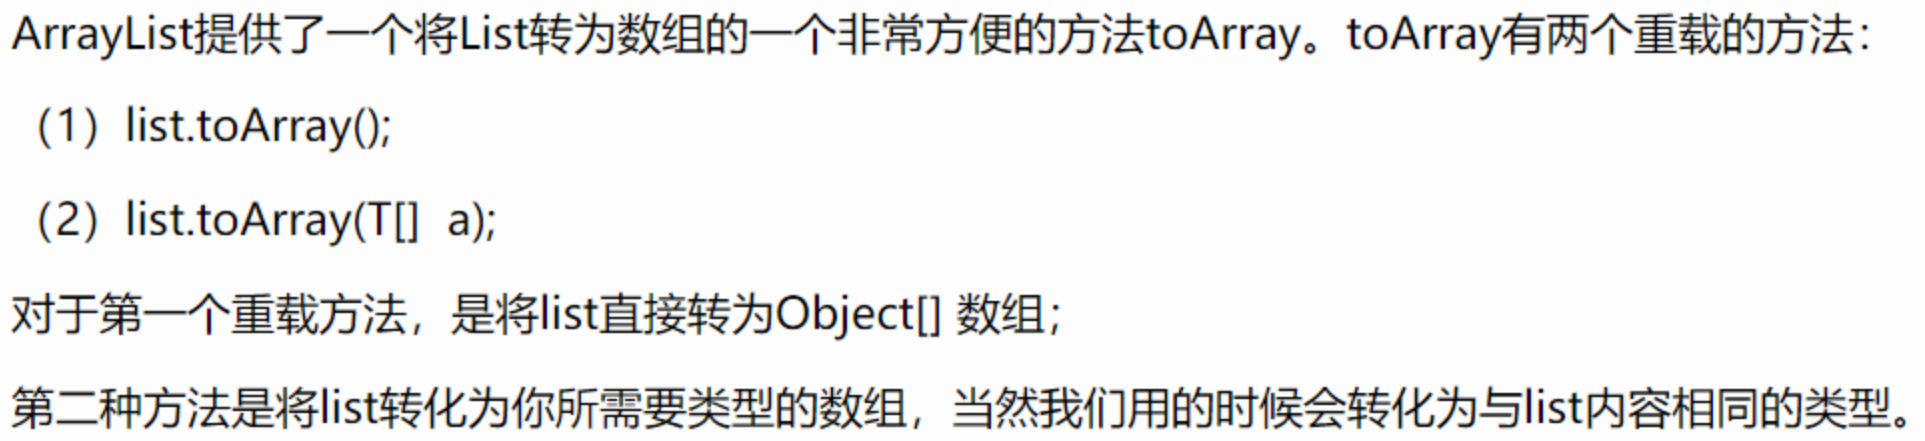 ArrayList提供了一个将List转为数组的一个非常方便的方法toArray。toArray有两个重载的方法：
（1）list.toArray();
（2）list.toArray(T[]  a);
对于第一个重载方法，是将list直接转为Object[] 数组；
第二种方法是将list转化为你所需要类型的数组，当然我们用的时候会转化为与list内容相同的类型。